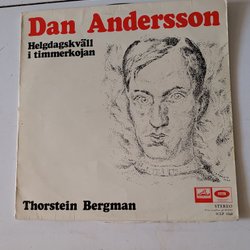 Dan Andersson
Helgdagskväll
i timmerkojan
Thorstein Bergman
STEREO